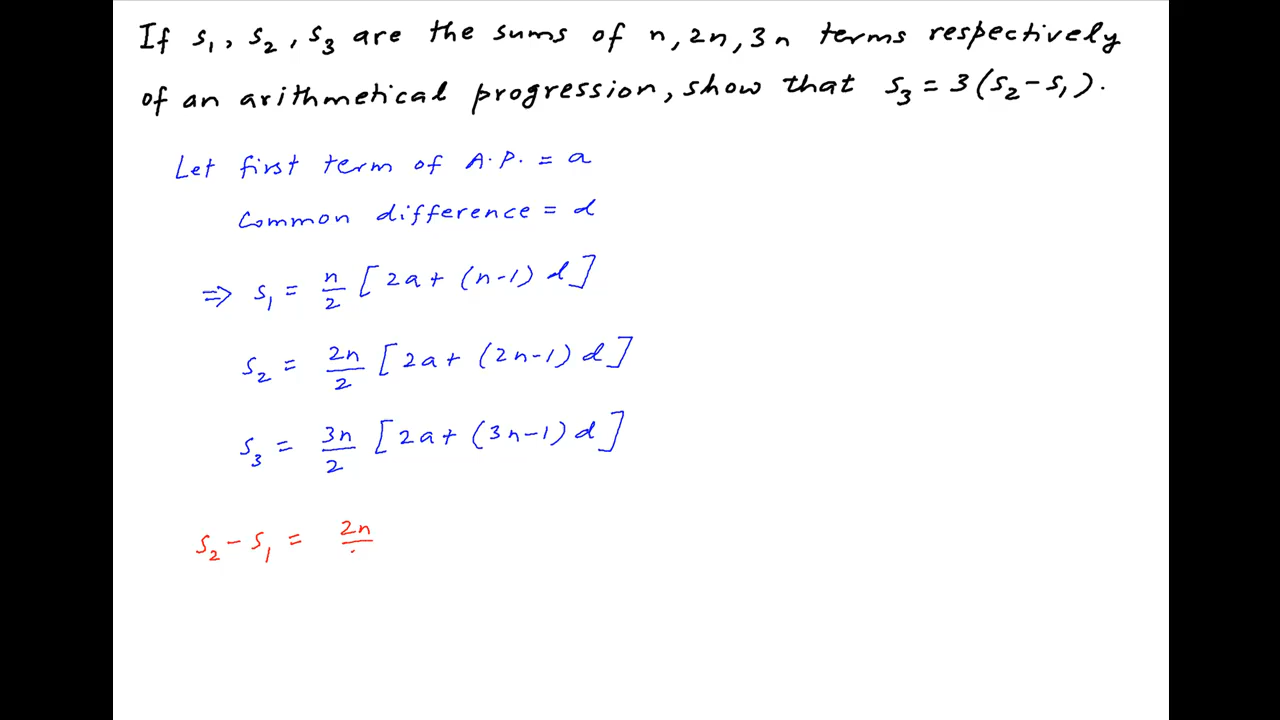 If s₁, s₂, s₃ are the sums of n, 2n, 3n terms respectively
of an arithmetical progression, show that s₃ = 3(s₂ - s₁).
Let first term of A.P. = a
Common difference = d
⇒ s₁ = n/2 [2a + (n-1) d]
s₂ = 2n/2 [2a + (2n-1) d]
s₃ = 3n/2 [2a + (3n-1) d]
s₂ - s₁ = 2n/